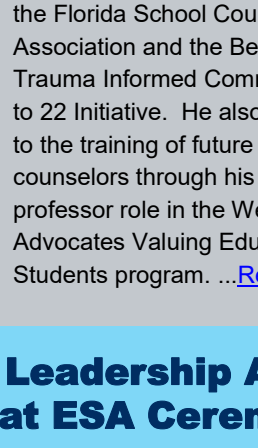 the Florida School Cou
Association and the Be
Trauma Informed Com
to 22 Initiative. He also
to the training of future
counselors through his
professor role in the We
Advocates Valuing Edu
Students program. ...Re
Leadership A
at ESA Cerem